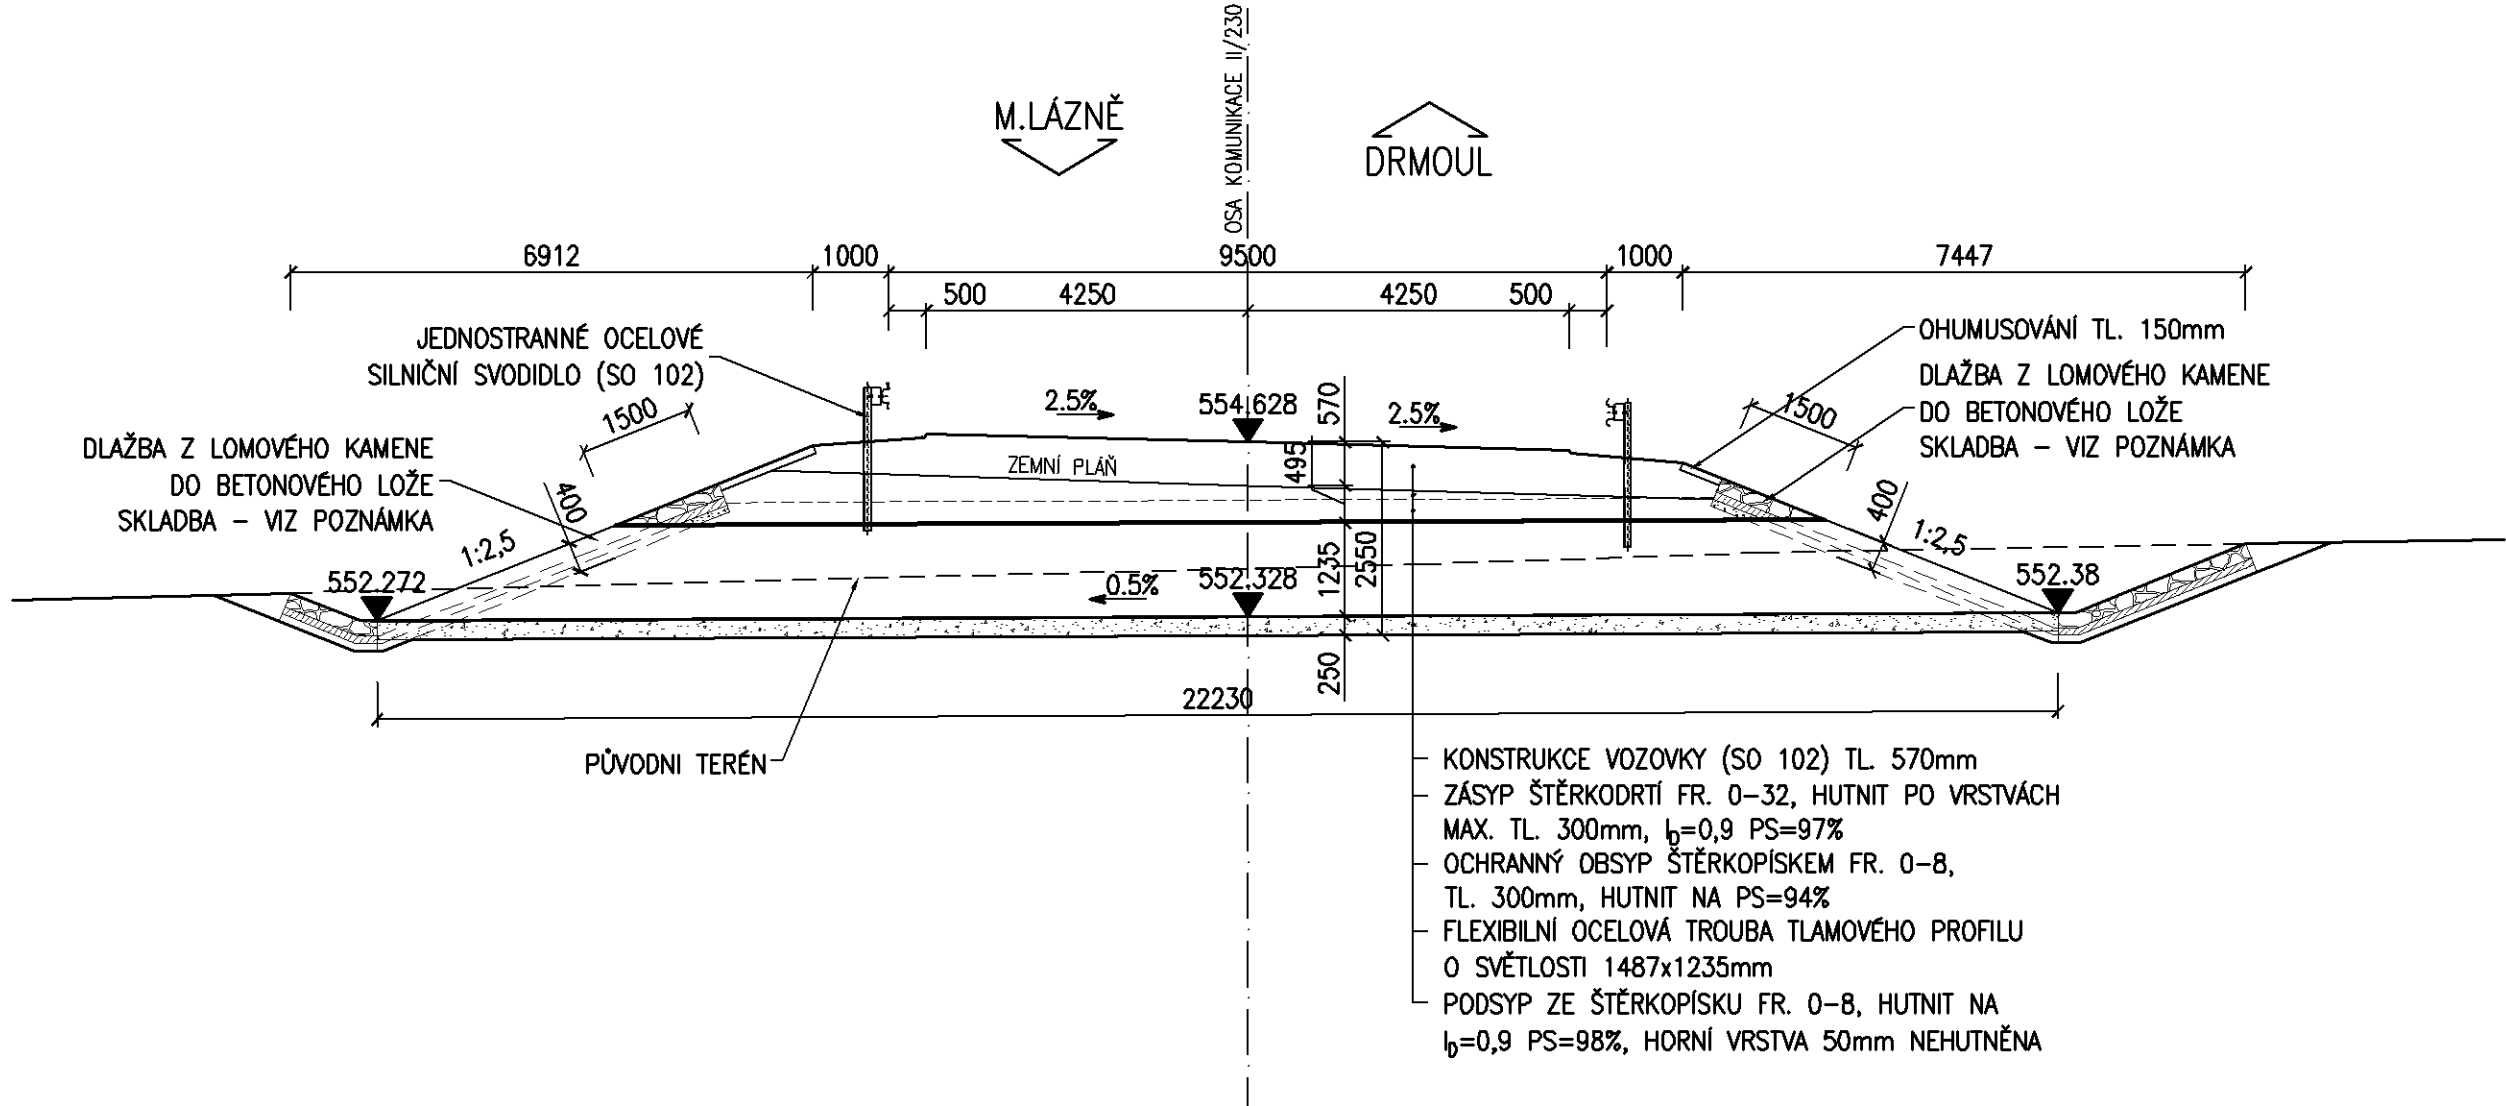 OSA KOMUNIKACE II/230
M.LÁZNĚ
DRMOUL
6912
1000
9500
1000
7447
500
4250
4250
500
JEDNOSTRANNÉ OCELOVÉ
SILNIČNÍ SVODIDLO (SO 102)
OHUMUSOVÁNÍ TL. 150mm
DLAŽBA Z LOMOVÉHO KAMENE
DO BETONOVÉHO LOŽE
SKLADBA – VIZ POZNÁMKA
1500
2.5%
554.628
570
2.5%
1500
DLAŽBA Z LOMOVÉHO KAMENE
DO BETONOVÉHO LOŽE
SKLADBA – VIZ POZNÁMKA
ZEMNÍ PLÁŇ
495
400
400
1:2,5
1:2,5
552.272
0.5%
552.328
1235
2550
552.38
250
22230
PŮVODNI TERÉN
KONSTRUKCE VOZOVKY (SO 102) TL. 570mm
ZÁSYP ŠTĚRKODRTÍ FR. 0–32, HUTNIT PO VRSTVÁCH
MAX. TL. 300mm, ID=0,9 PS=97%
OCHRANNÝ OBSYP ŠTĚRKOPÍSKEM FR. 0–8,
TL. 300mm, HUTNIT NA PS=94%
FLEXIBILNÍ OCELOVÁ TROUBA TLAMOVÉHO PROFILU
O SVĚTLOSTI 1487x1235mm
PODSYP ZE ŠTĚRKOPÍSKU FR. 0–8, HUTNIT NA
ID=0,9 PS=98%, HORNÍ VRSTVA 50mm NEHUTNĚNA